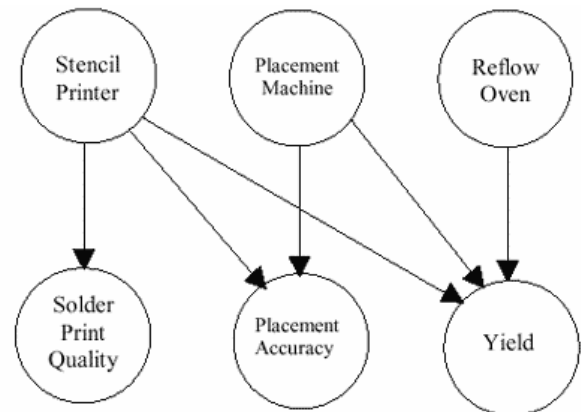 Stencil
Printer
Placement
Machine
Reflow
Oven
Solder
Print
Quality
Placement
Accuracy
Yield